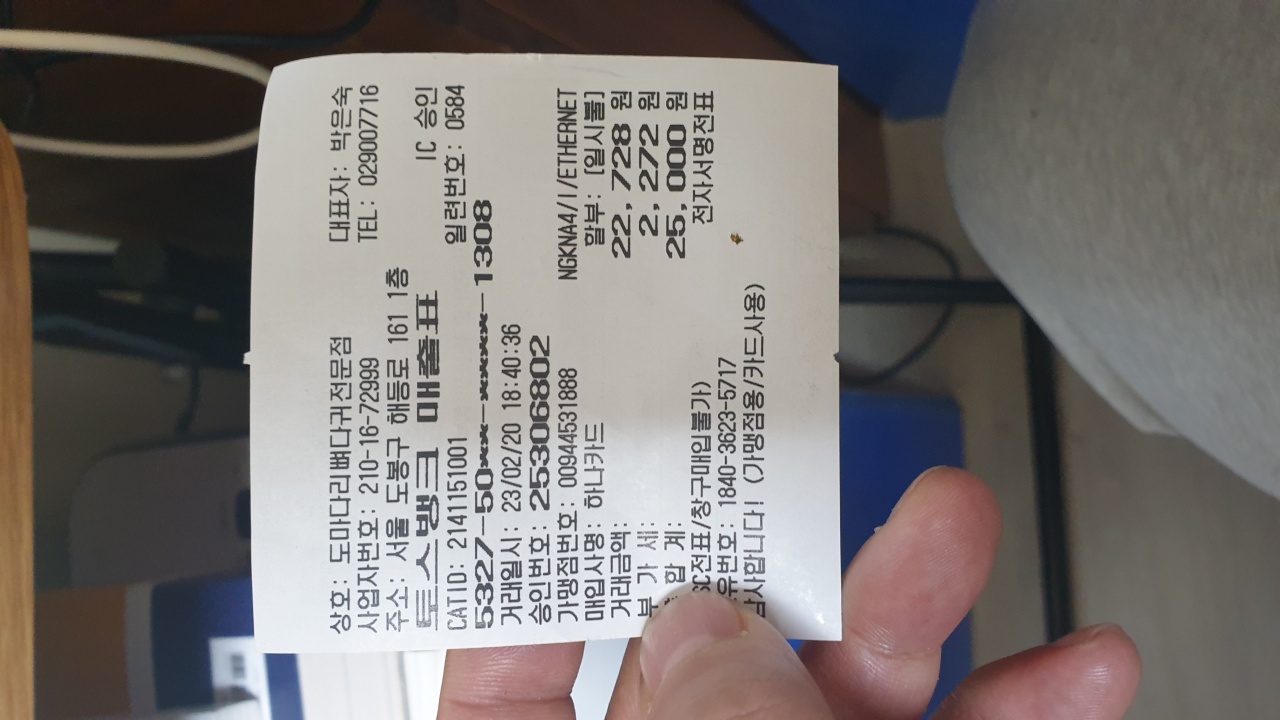 상호: 도마다리뼈다귀전문점 대표자: 박은숙
사업자번호: 210-16-72999 TEL: 029007716
주소: 서울 도봉구 해등로 161 1층
토스뱅크 매출표 IC 승인
CATID: 2141151001 일련번호: 0584
5327-50**-****-1308
거래일시: 23/02/20 18:40:36
승인번호: 25306802
가맹점번호: 00944531888 NGKNA4/I/ETHERNET
매입사명: 하나카드 할부: [일시불]
거래금액: 22,728 원
부 가 세: 2,272 원
합 계: 25,000 원
SC전표/창구매입불가) 전자서명전표
유번호: 1840-3623-5717
감사합니다! (가맹점용/카드사용)